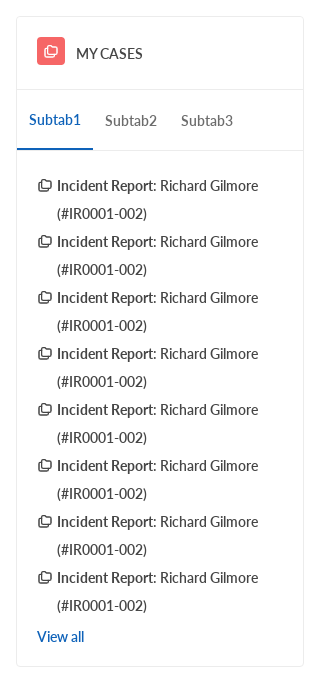 MY CASES
Subtab1 Subtab2 Subtab3
Incident Report: Richard Gilmore
(#IR0001-002)
Incident Report: Richard Gilmore
(#IR0001-002)
Incident Report: Richard Gilmore
(#IR0001-002)
Incident Report: Richard Gilmore
(#IR0001-002)
Incident Report: Richard Gilmore
(#IR0001-002)
Incident Report: Richard Gilmore
(#IR0001-002)
Incident Report: Richard Gilmore
(#IR0001-002)
Incident Report: Richard Gilmore
(#IR0001-002)
View all